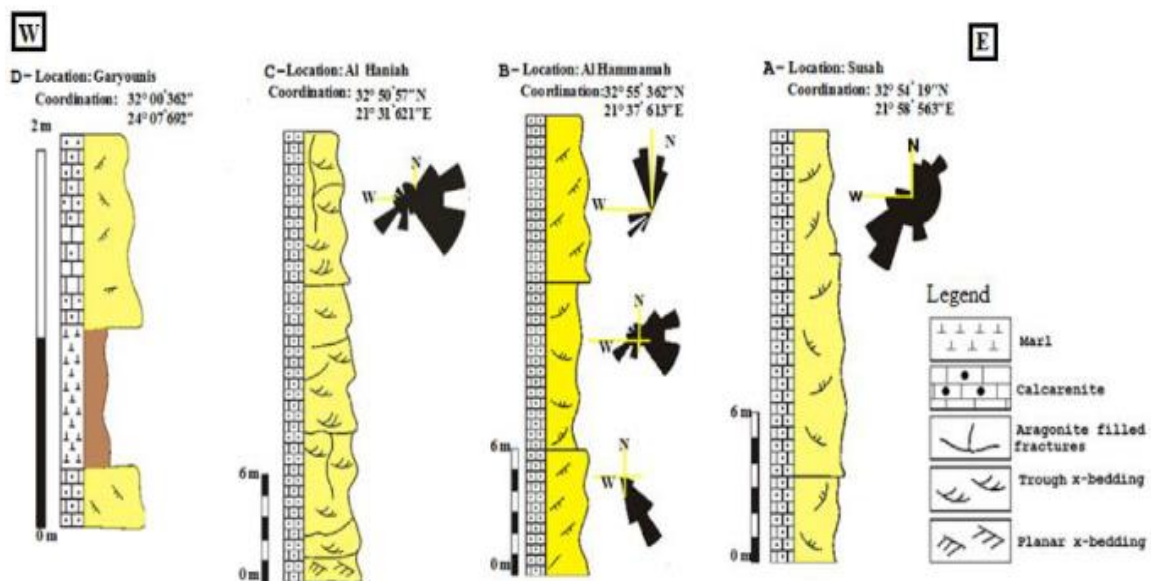 W
E
D- Location: Garyounis
Coordination: 32° 00'362"
24° 07'692"
2 m
0 m
C-Location: Al Haniah
Coordination: 32° 50'57"N
21° 31'621"E
N
W
6 m
0 m
B- Location: Al Hammamah
Coordination: 32° 55'362"N
21° 37'613"E
N
W
N
W
N
W
6 m
0 m
A- Location: Susah
Coordination: 32° 54'19"N
21° 58'563"E
N
W
6 m
0 m
Legend
Marl
Calcarenite
Aragonite filled
fractures
Trough x-bedding
Planar x-bedding